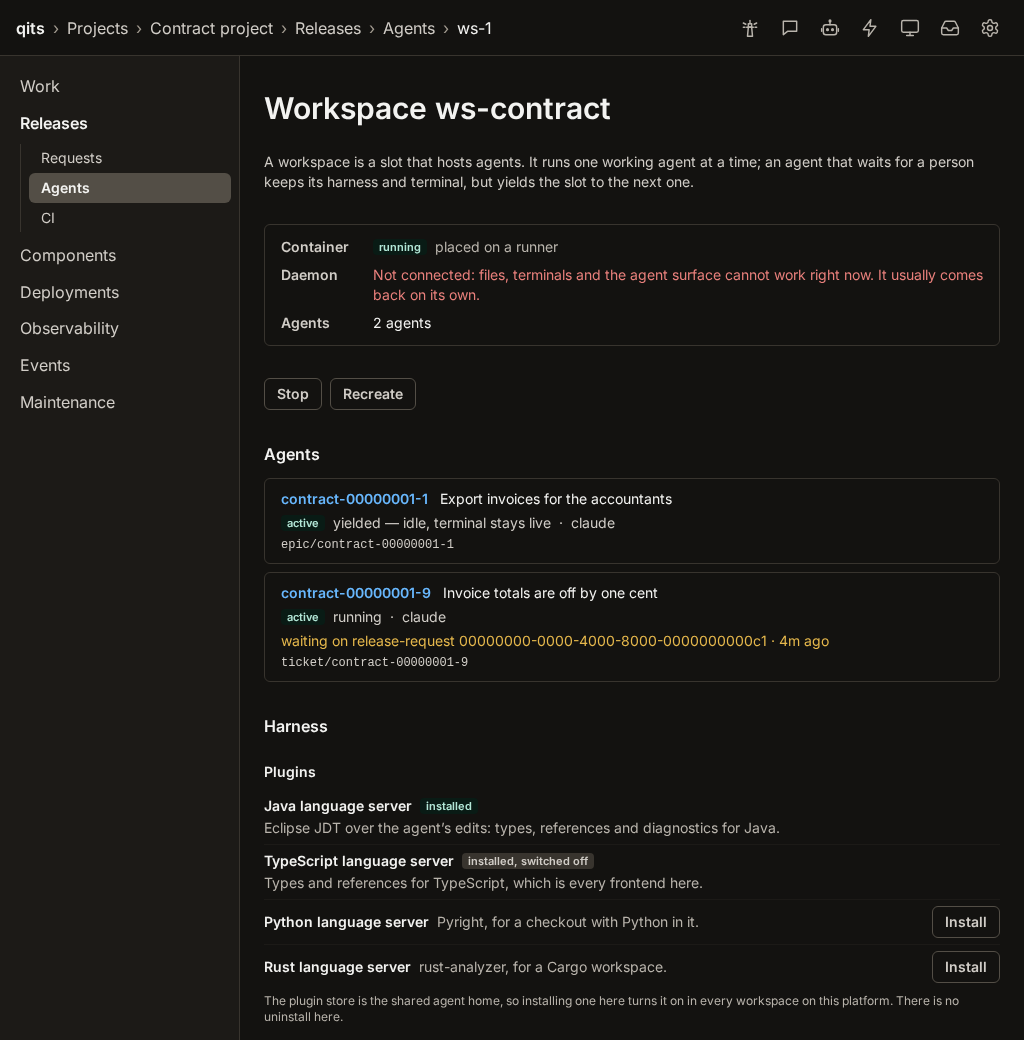 qits › Projects › Contract project › Releases › Agents › ws-1
Work
Releases
Requests
Agents
CI
Components
Deployments
Observability
Events
Maintenance
Workspace ws-contract
A workspace is a slot that hosts agents. It runs one working agent at a time; an agent that waits for a person
keeps its harness and terminal, but yields the slot to the next one.
Container running placed on a runner
Daemon Not connected: files, terminals and the agent surface cannot work right now. It usually comes
back on its own.
Agents 2 agents
Stop Recreate
Agents
contract-00000001-1 Export invoices for the accountants
active yielded — idle, terminal stays live · claude
epic/contract-00000001-1
contract-00000001-9 Invoice totals are off by one cent
active running · claude
waiting on release-request 00000000-0000-4000-8000-0000000000c1 · 4m ago
ticket/contract-00000001-9
Harness
Plugins
Java language server installed
Eclipse JDT over the agent’s edits: types, references and diagnostics for Java.
TypeScript language server installed, switched off
Types and references for TypeScript, which is every frontend here.
Python language server Pyright, for a checkout with Python in it. Install
Rust language server rust-analyzer, for a Cargo workspace. Install
The plugin store is the shared agent home, so installing one here turns it on in every workspace on this platform. There is no
uninstall here.